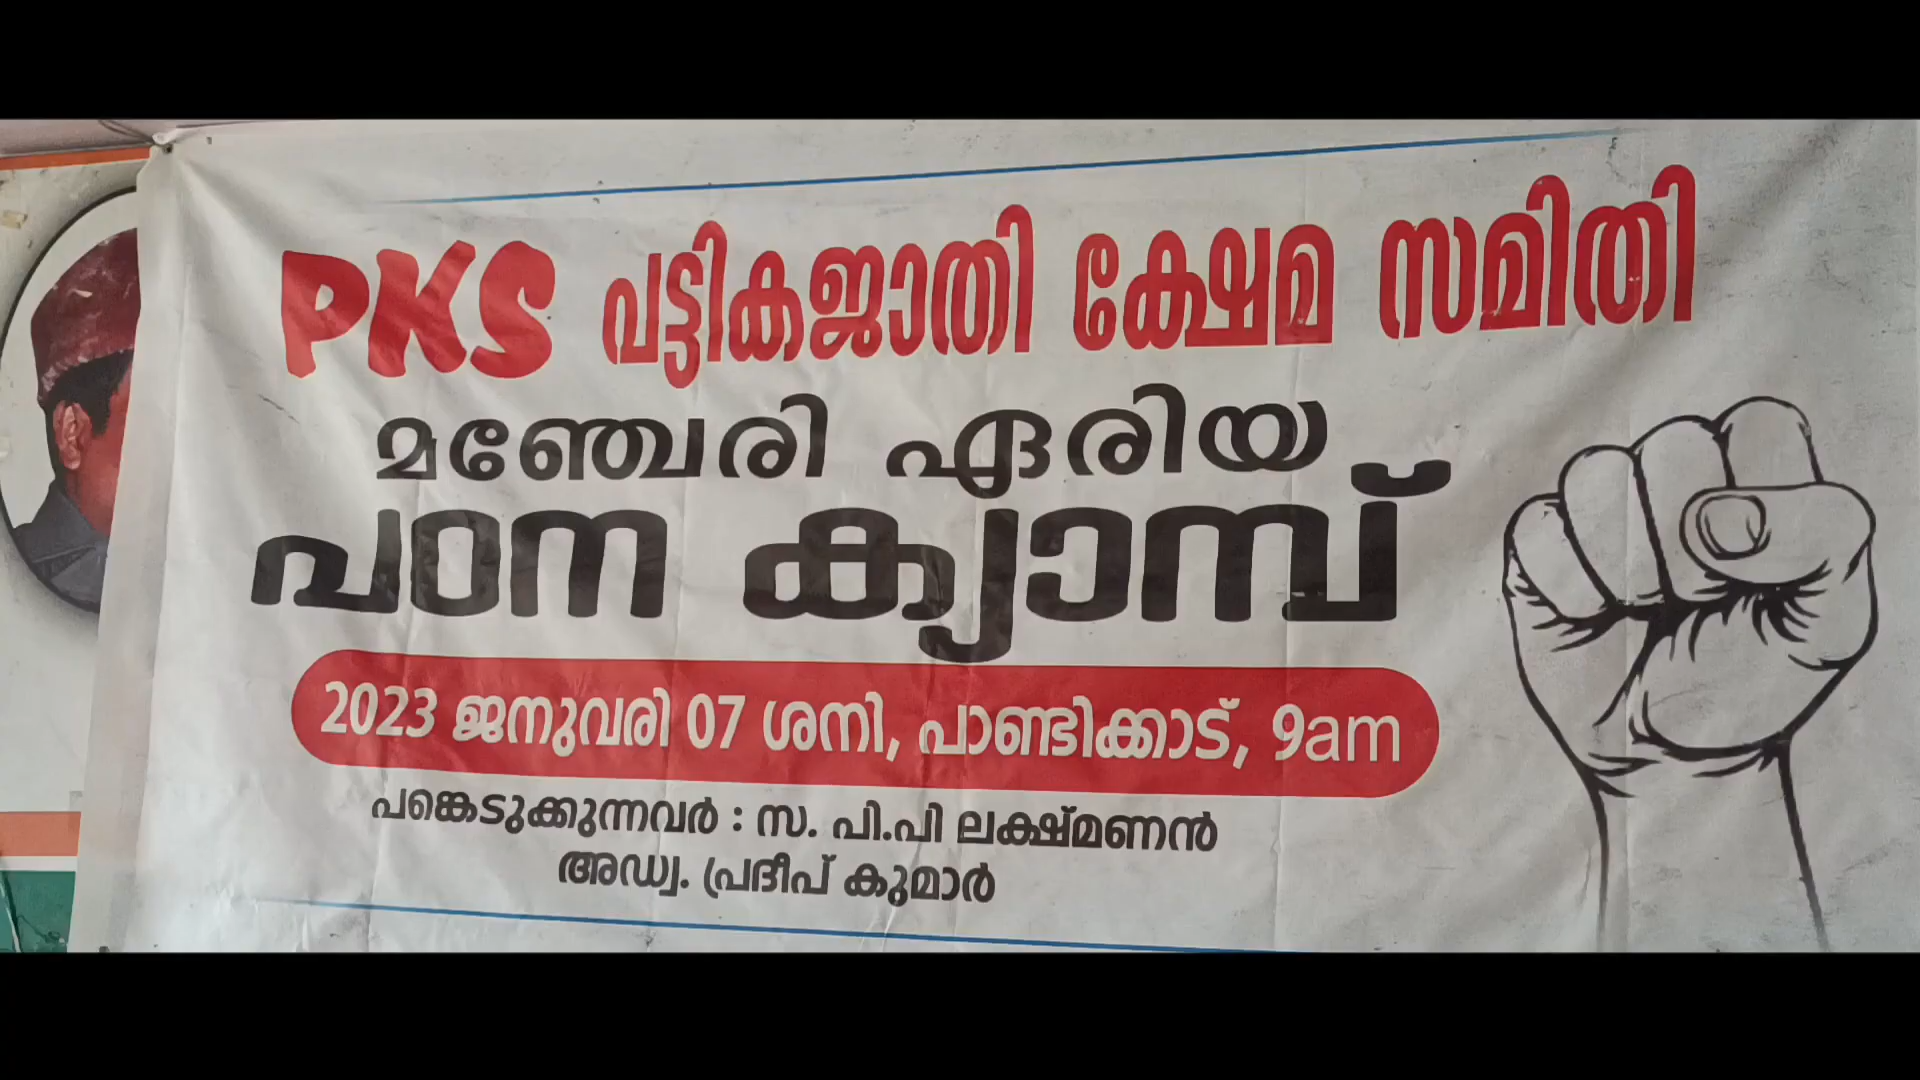 PKS പട്ടികജാതി ക്ഷേമ സമിതി
മഞ്ചേരി ഏരിയ
പഠന ക്യാമ്പ്
2023 ജനുവരി 07 ശനി, പാണ്ടിക്കാട്, 9am
പങ്കെടുക്കുന്നവർ : സ. പി.പി ലക്ഷ്മണൻ
അഡ്വ. പ്രദീപ് കുമാർ